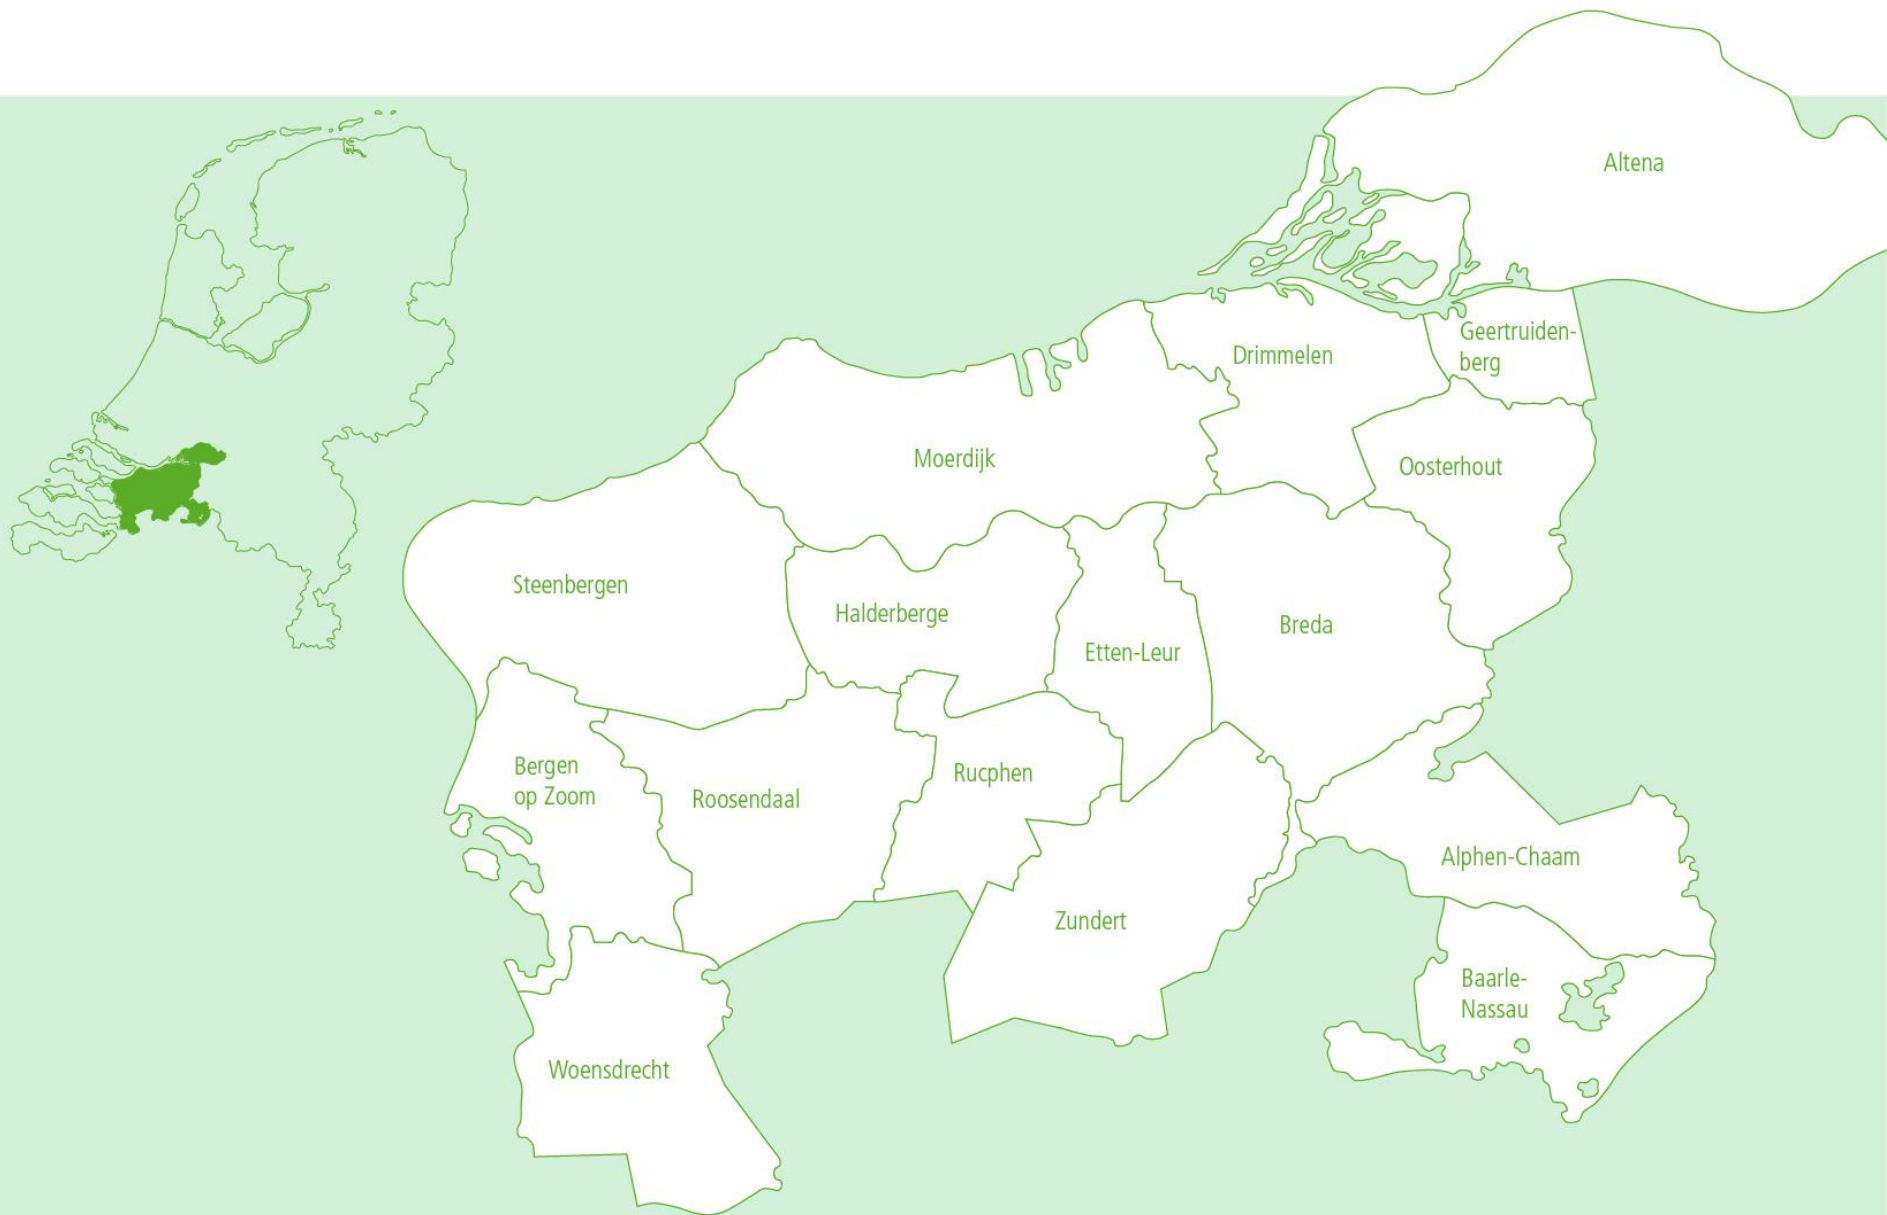 Altena
Geertruiden-
berg
Drimmelen
Moerdijk
Oosterhout
Steenbergen
Halderberge
Breda
Etten-Leur
Bergen
op Zoom
Rucphen
Roosendaal
Alphen-Chaam
Zundert
Baarle-
Nassau
Woensdrecht